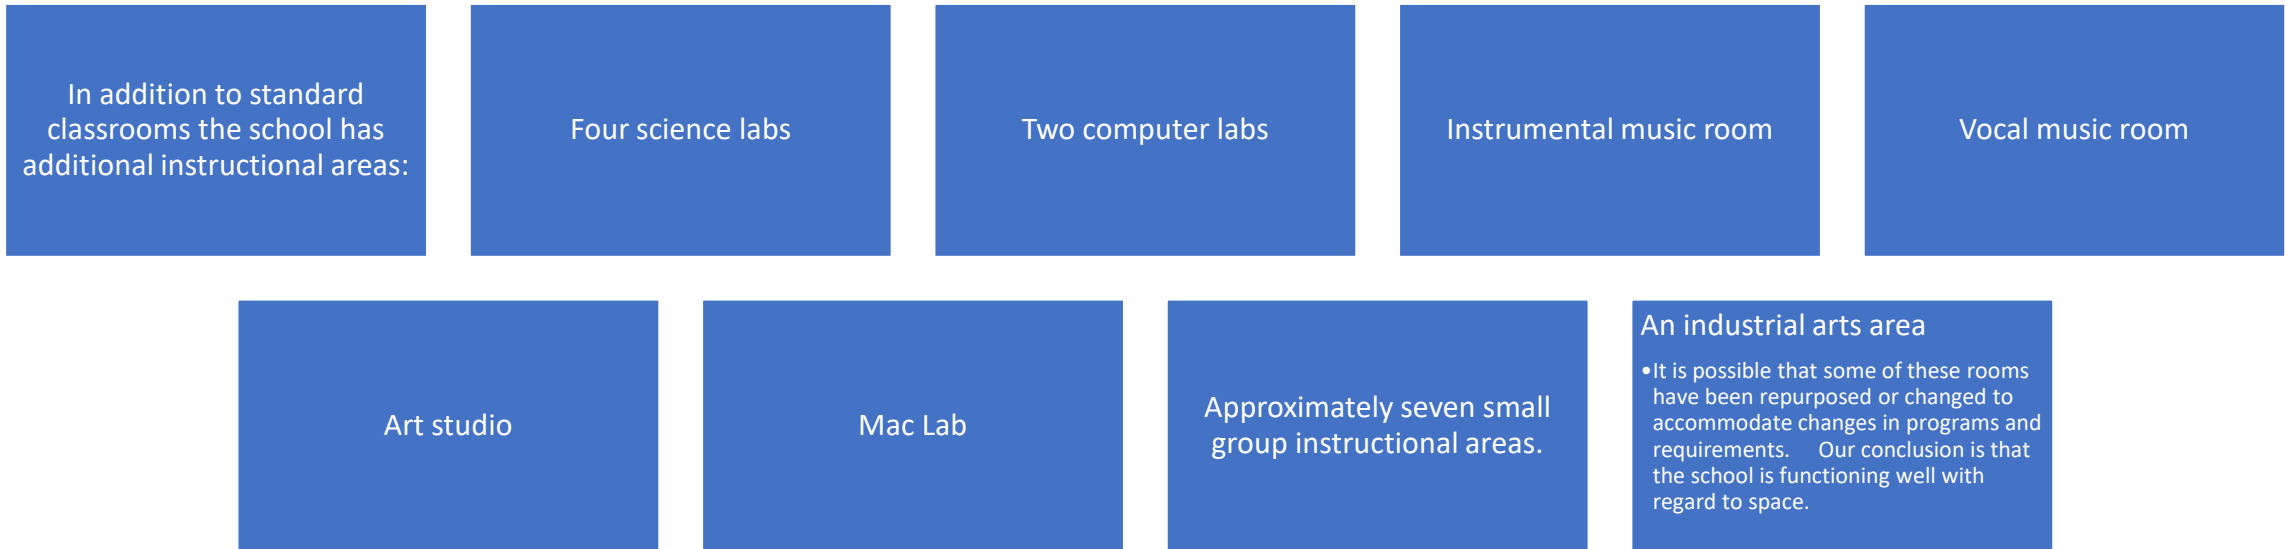 In addition to standard
classrooms the school has
additional instructional areas:
Four science labs
Two computer labs
Instrumental music room
Vocal music room
Art studio
Mac Lab
Approximately seven small
group instructional areas.
An industrial arts area
•It is possible that some of these rooms
have been repurposed or changed to
accommodate changes in programs and
requirements.    Our conclusion is that
the school is functioning well with
regard to space.